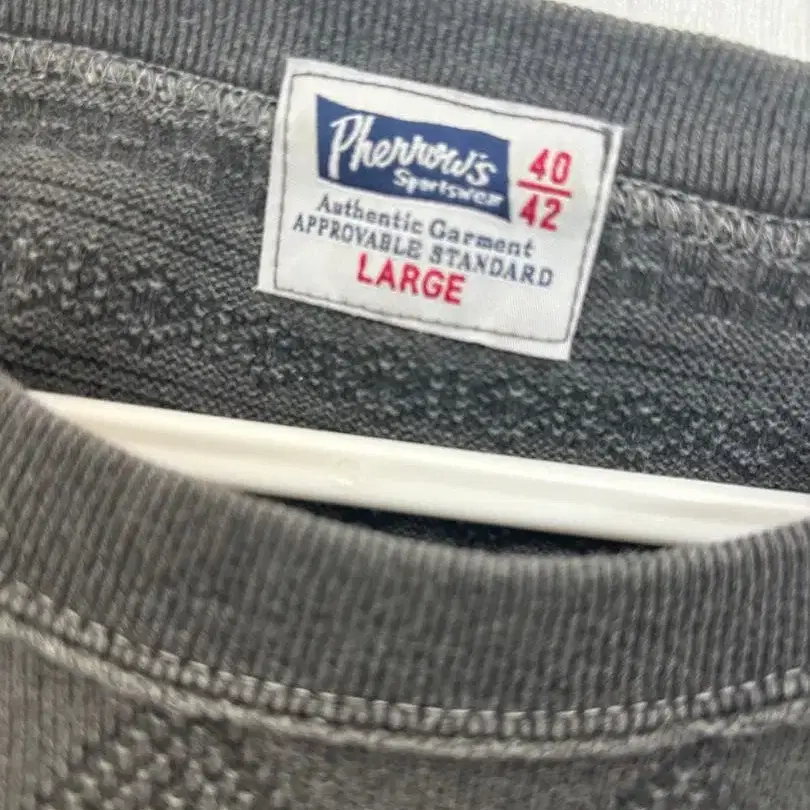 Pherrow's
Sportswear
40
42
Authentic Garment
APPROVABLE STANDARD
LARGE